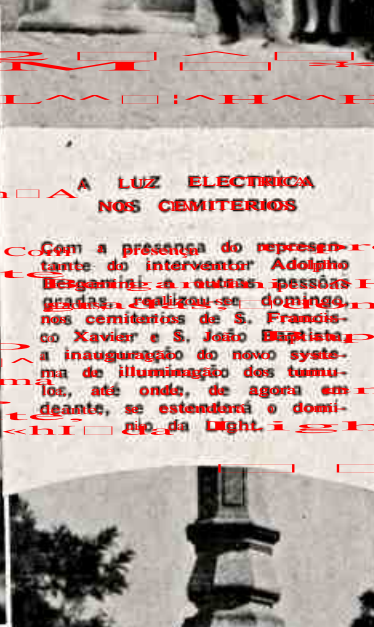 A LUZ ELECTRICA
NOS CEMITERIOS
Com a presença do represen-
tante do interventor Adolpho
Bergamini e outras pessôas
gradas, realizou-se domingo,
nos cemiterios de S. Francis-
co Xavier e S. João Baptista,
a inauguração do novo syste-
ma de illuminação dos tumu-
los, até onde, de agora em
deante, se estenderá o domi-
nio da Light.